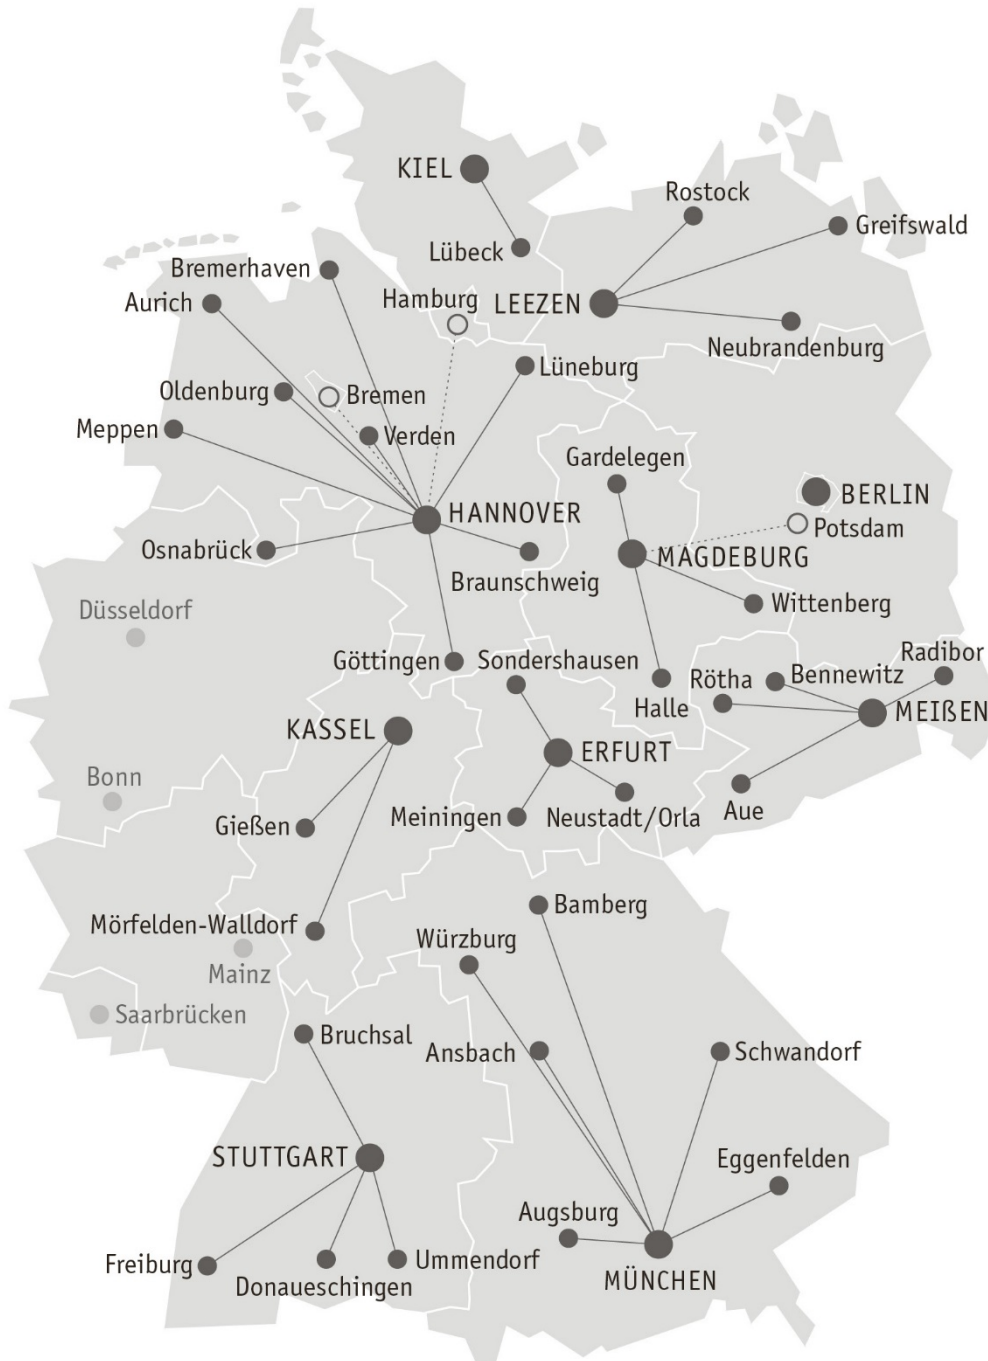 KIEL
Rostock
Greifswald
Lübeck
Bremerhaven
Aurich
Hamburg
LEEZEN
Neubrandenburg
Lüneburg
Oldenburg
Bremen
Meppen
Verden
Gardelegen
BERLIN
HANNOVER
Potsdam
Osnabrück
MAGDEBURG
Braunschweig
Düsseldorf
Wittenberg
Göttingen
Sondershausen
Radibor
Bennewitz
Rötha
Halle
MEIßEN
KASSEL
ERFURT
Bonn
Gießen
Meiningen
Neustadt/Orla
Aue
Bamberg
Mörfelden-Walldorf
Würzburg
Mainz
Saarbrücken
Bruchsal
Ansbach
Schwandorf
STUTTGART
Eggenfelden
Augsburg
Freiburg
Ummendorf
Donaueschingen
MÜNCHEN